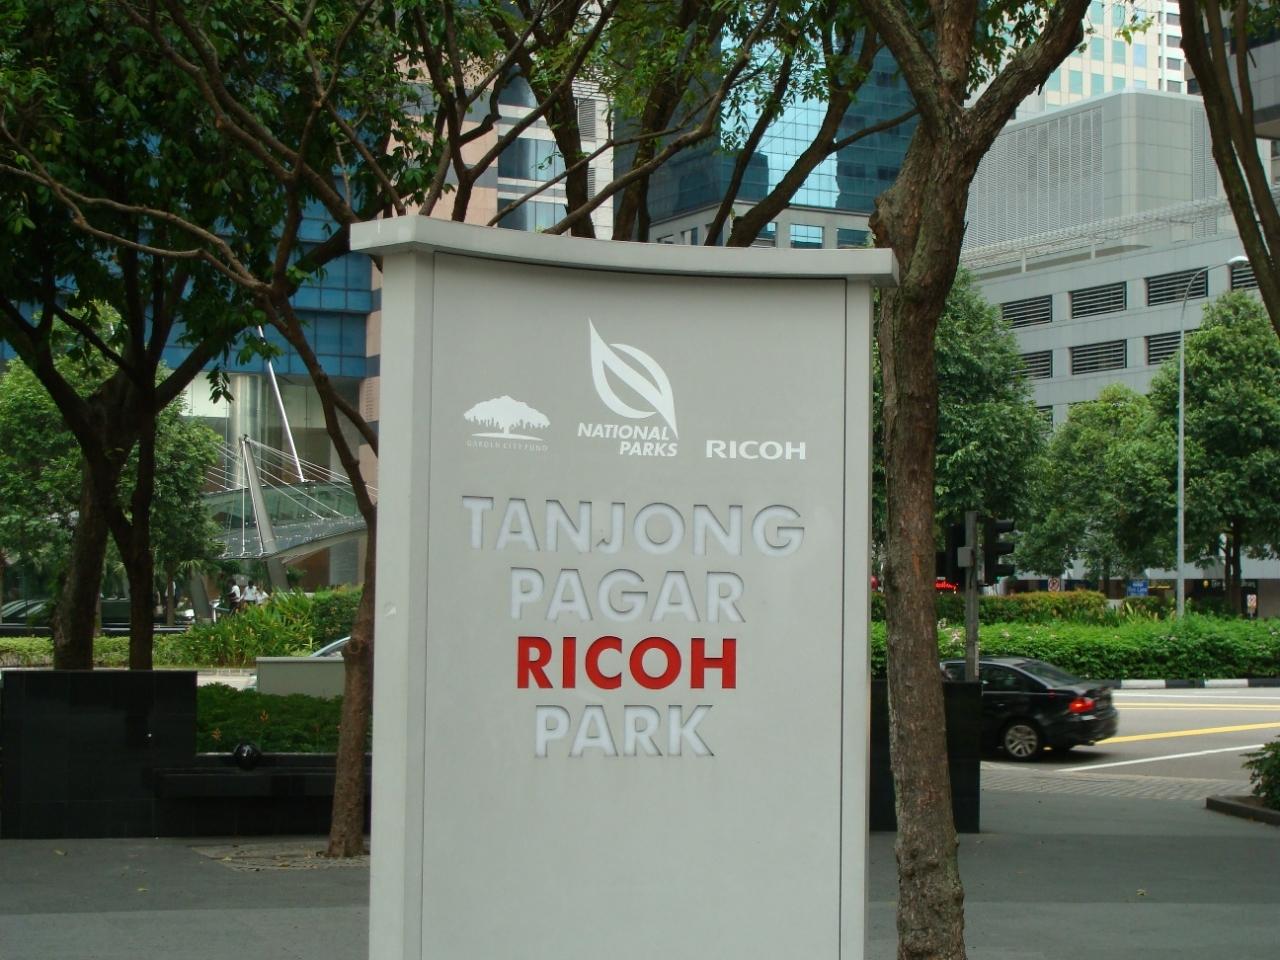 GARDEN CITY FUND
NATIONAL
PARKS
RICOH
TANJONG
PAGAR
RICOH
PARK